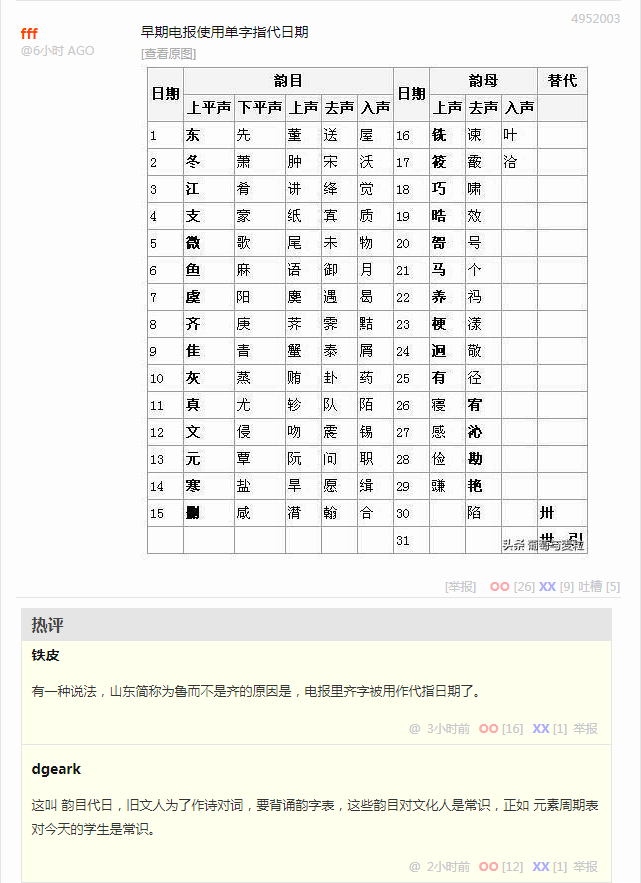 4952003
fff 早期电报使用单字指代日期
@6小时 AGO [查看原图]
日期 韵目 日期 韵母 替代
上平声 下平声 上声 去声 入声 上声 去声 入声
1 东 先 董 送 屋 16 铣 谏 叶
2 冬 萧 肿 宋 沃 17 筱 霰 洽
3 江 肴 讲 绛 觉 18 巧 啸
4 支 蒙 纸 寘 质 19 皓 效
5 微 歌 尾 未 物 20 哿 号
6 鱼 麻 语 御 月 21 马 个
7 虞 阳 麌 遇 曷 22 养 祃
8 齐 庚 荠 霁 黠 23 梗 漾
9 佳 青 蟹 泰 屑 24 迥 敬
10 灰 蒸 贿 卦 药 25 有 径
11 真 尤 轸 队 陌 26 寝 宥
12 文 侵 吻 震 锡 27 感 沁
13 元 覃 阮 问 职 28 俭 勘
14 寒 盐 旱 愿 缉 29 豏 艳
15 删 咸 潸 翰 合 30 陷 卅
31 世 引
头条 葡萄与麦粒
[举报] OO [26] XX [9] 吐槽 [5]
热评
铁皮
有一种说法，山东简称为鲁而不是齐的原因是，电报里齐字被用作代指日期了。
@ 3小时前 OO [16] XX [1] 举报
dgeark
这叫 韵目代日，旧文人为了作诗对词，要背诵韵字表，这些韵目对文化人是常识，正如 元素周期表
对今天的学生是常识。
@ 2小时前 OO [12] XX [1] 举报